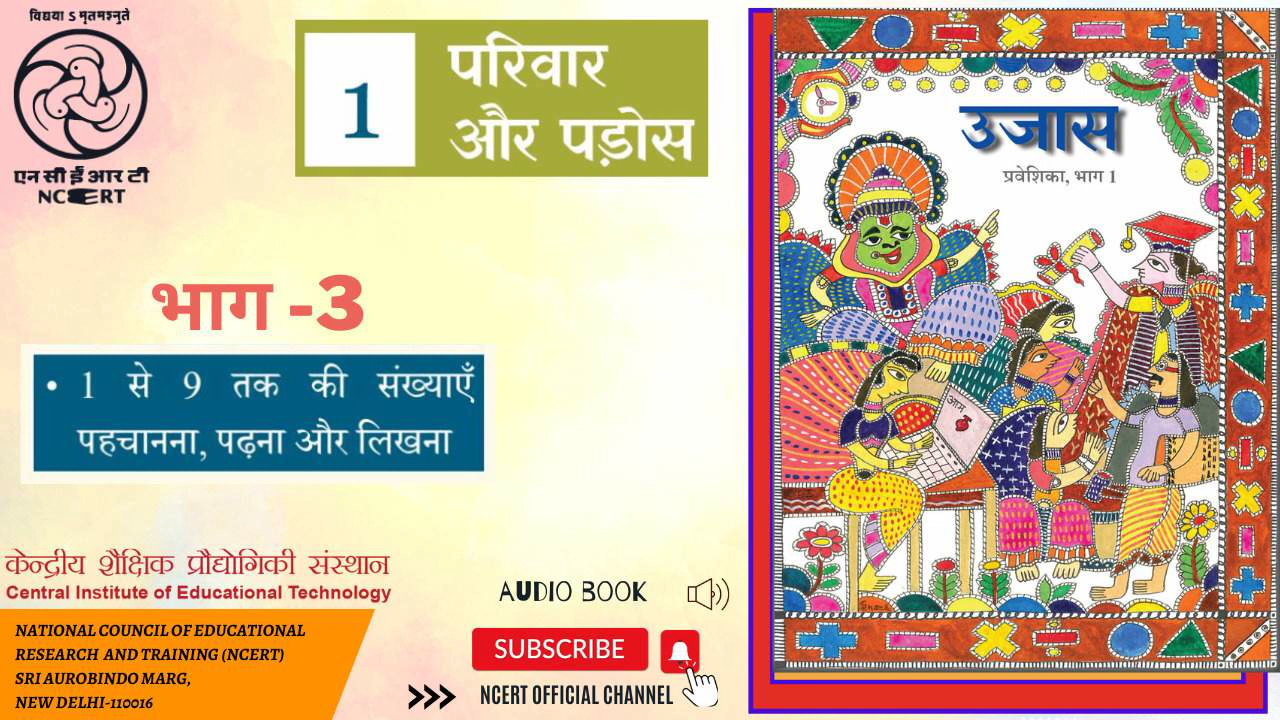 विद्यया ऽ मृतमश्नुते
एन सी ई आर टी
NCERT
1
परिवार
और पड़ोस
भाग -3
• 1 से 9 तक की संख्याएँ
पहचानना, पढ़ना और लिखना
केन्द्रीय शैक्षिक प्रौद्योगिकी संस्थान
Central Institute of Educational Technology
NATIONAL COUNCIL OF EDUCATIONAL
RESEARCH AND TRAINING (NCERT)
SRI AUROBINDO MARG,
NEW DELHI-110016
AUDIO BOOK
SUBSCRIBE
NCERT OFFICIAL CHANNEL
उजास
प्रवेशिका, भाग 1
आम